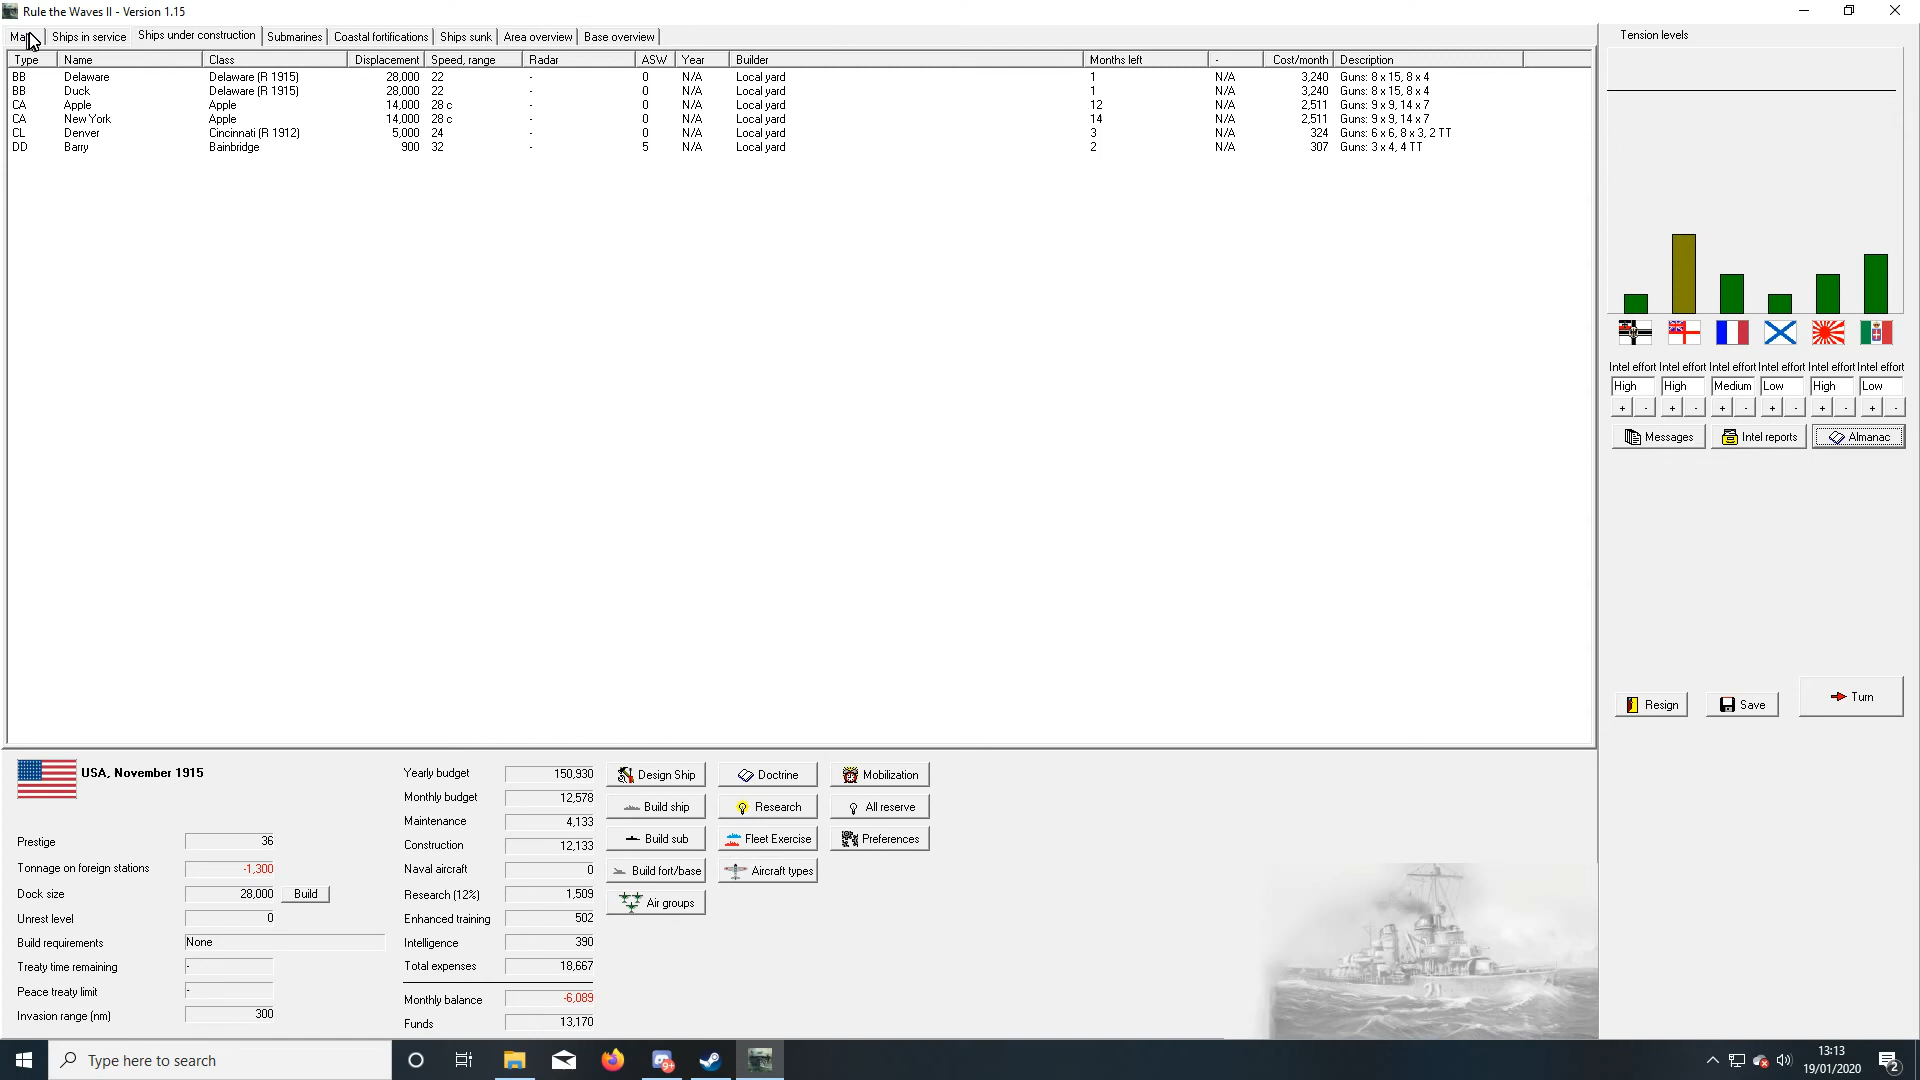 Rule the Waves II - Version 1.15
Ships in service Ships under construction Submarines Coastal fortifications Ships sunk Area overview Base overview
Type Name Class Displacement Speed, range Radar ASW Year Builder Months left - Cost/month Description
BB Delaware Delaware (R 1915) 28,000 22 - 0 N/A Local yard 1 N/A 3,240 Guns: 8 x 15, 8 x 4
BB Duck Delaware (R 1915) 28,000 22 - 0 N/A Local yard 1 N/A 3,240 Guns: 8 x 15, 8 x 4
CA Apple Apple 14,000 28 c - 0 N/A Local yard 12 N/A 2,511 Guns: 9 x 9, 14 x 7
CA New York Apple 14,000 28 c - 0 N/A Local yard 14 N/A 2,511 Guns: 9 x 9, 14 x 7
CL Denver Cincinnati (R 1912) 5,000 24 - 0 N/A Local yard 3 N/A 324 Guns: 6 x 6, 8 x 3, 2 TT
DD Barry Bainbridge 900 32 - 5 N/A Local yard 2 N/A 307 Guns: 3 x 4, 4 TT
Tension levels
Intel effort Intel effort Intel effort Intel effort Intel effort Intel effort
High High Medium Low High Low
+ - + - + - + - + - + -
Messages Intel reports Almanac
Resign Save Turn
USA, November 1915
Prestige 36
Tonnage on foreign stations -1,300
Dock size 28,000 Build
Unrest level 0
Build requirements None
Treaty time remaining -
Peace treaty limit -
Invasion range (nm) 300
Yearly budget 150,930
Monthly budget 12,578
Maintenance 4,133
Construction 12,133
Naval aircraft 0
Research (12%) 1,509
Enhanced training 502
Intelligence 390
Total expenses 18,667
Monthly balance -6,089
Funds 13,170
Design Ship Doctrine Mobilization
Build ship Research All reserve
Build sub Fleet Exercise Preferences
Build fort/base Aircraft types
Air groups
Type here to search
9+
13:13
19/01/2020
2